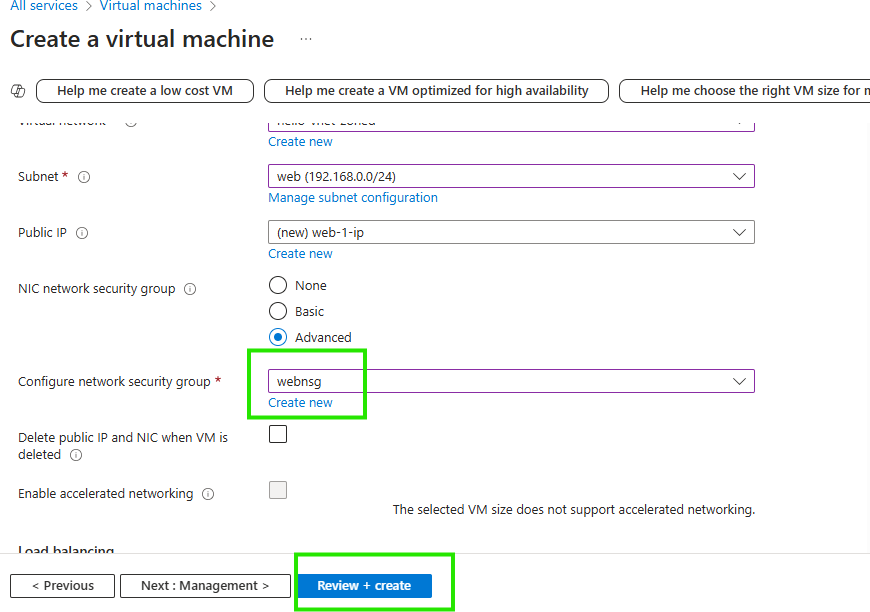 All services > Virtual machines >
Create a virtual machine ...
Help me create a low cost VM
Help me create a VM optimized for high availability
Help me choose the right VM size for
Virtual network
hello-vnet-zoned
Create new
Subnet *
web (192.168.0.0/24)
Manage subnet configuration
Public IP
(new) web-1-ip
Create new
NIC network security group
None
Basic
Advanced
Configure network security group *
webnsg
Create new
Delete public IP and NIC when VM is
deleted
Enable accelerated networking
The selected VM size does not support accelerated networking.
Load balancing
< Previous
Next : Management >
Review + create